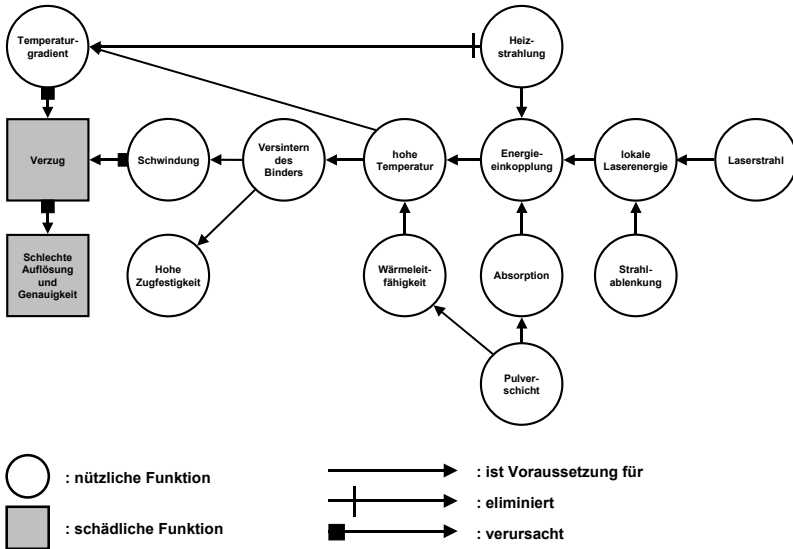 Temperatur-
gradient
Heiz-
strahlung
Verzug
Schwindung
Versintern
des
Binders
hohe
Temperatur
Energie-
einkopplung
lokale
Laserenergie
Laserstrahl
Schlechte
Auflösung
und
Genauigkeit
Hohe
Zugfestigkeit
Wärmeleit-
fähigkeit
Absorption
Strahl-
ablenkung
Pulver-
schicht
: nützliche Funktion
: schädliche Funktion
: ist Voraussetzung für
: eliminiert
: verursacht